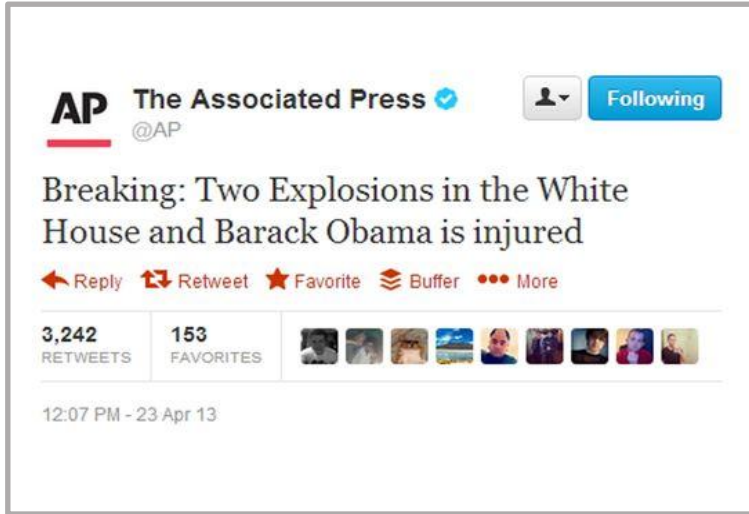 AP The Associated Press
Following
@AP
Breaking: Two Explosions in the White
House and Barack Obama is injured
Reply Retweet Favorite Buffer More
3,242 153
RETWEETS FAVORITES
12:07 PM - 23 Apr 13